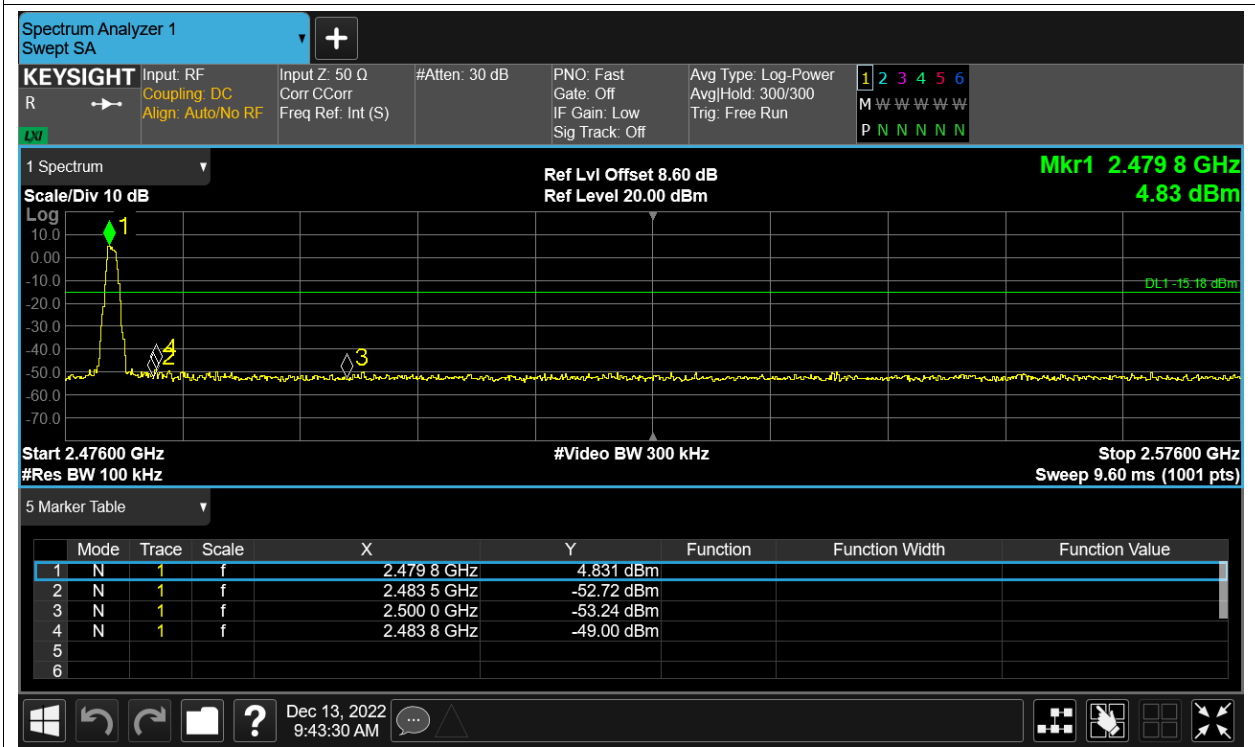 Spectrum Analyzer 1
Swept SA
KEYSIGHT
R
LXI
Input: RF
Coupling: DC
Align: Auto/No RF
Input Z: 50 Ω
Corr CCorr
Freq Ref: Int (S)
#Atten: 30 dB
PNO: Fast
Gate: Off
IF Gain: Low
Sig Track: Off
Avg Type: Log-Power
Avg|Hold: 300/300
Trig: Free Run
1 2 3 4 5 6
M W W W W W
P N N N N N
1 Spectrum
Scale/Div 10 dB
Ref Lvl Offset 8.60 dB
Ref Level 20.00 dBm
Mkr1 2.479 8 GHz
4.83 dBm
Log
10.0
0.00
-10.0
-20.0
-30.0
-40.0
-50.0
-60.0
-70.0
1
DL1 -15.18 dBm
4
2
3
Start 2.47600 GHz
#Res BW 100 kHz
#Video BW 300 kHz
Stop 2.57600 GHz
Sweep 9.60 ms (1001 pts)
5 Marker Table
Mode Trace Scale X Y Function Function Width Function Value
1 N 1 f 2.479 8 GHz 4.831 dBm
2 N 1 f 2.483 5 GHz -52.72 dBm
3 N 1 f 2.500 0 GHz -53.24 dBm
4 N 1 f 2.483 8 GHz -49.00 dBm
5
6
?
Dec 13, 2022
9:43:30 AM